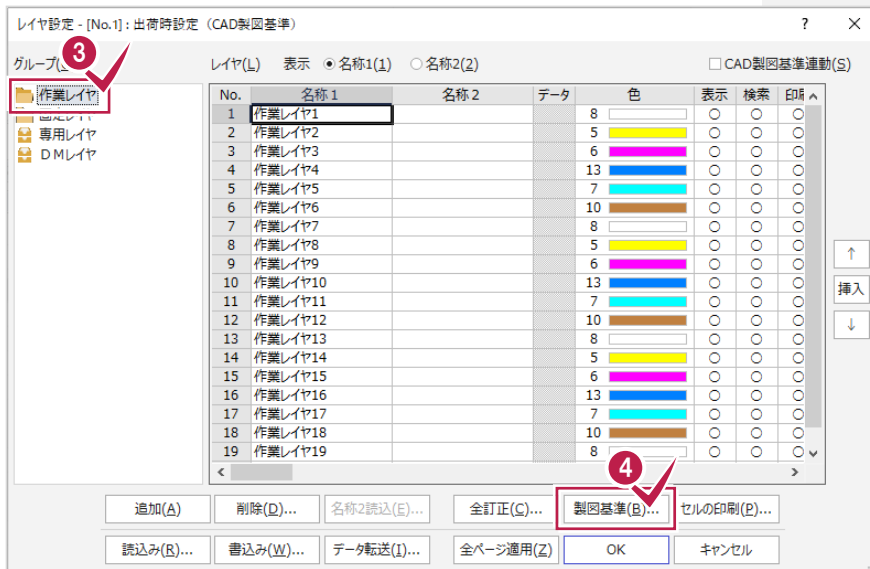 レイヤ設定 - [No.1] : 出荷時設定（CAD製図基準） ? ×
3
グループ( レイヤ(L) 表示 名称1(1) 名称2(2) CAD製図基準連動(S)
作業レイヤ
専用レイヤ
ＤＭレイヤ
No. 名称1 名称2 データ 色 表示 検索 印刷
1 作業レイヤ1 8 ○ ○ ○
2 作業レイヤ2 5 ○ ○ ○
3 作業レイヤ3 6 ○ ○ ○
4 作業レイヤ4 13 ○ ○ ○
5 作業レイヤ5 7 ○ ○ ○
6 作業レイヤ6 10 ○ ○ ○
7 作業レイヤ7 8 ○ ○ ○
8 作業レイヤ8 5 ○ ○ ○
9 作業レイヤ9 6 ○ ○ ○
10 作業レイヤ10 13 ○ ○ ○
11 作業レイヤ11 7 ○ ○ ○
12 作業レイヤ12 10 ○ ○ ○
13 作業レイヤ13 8 ○ ○ ○
14 作業レイヤ14 5 ○ ○ ○
15 作業レイヤ15 6 ○ ○ ○
16 作業レイヤ16 13 ○ ○ ○
17 作業レイヤ17 7 ○ ○ ○
18 作業レイヤ18 10 ○ ○ ○
19 作業レイヤ19 8 ○ ○ ○
↑
挿入
↓
4
追加(A) 削除(D)... 名称2読込(E)... 全訂正(C)... 製図基準(B)... セルの印刷(P)...
読込み(R)... 書込み(W)... データ転送(I)... 全ページ適用(Z) OK キャンセル